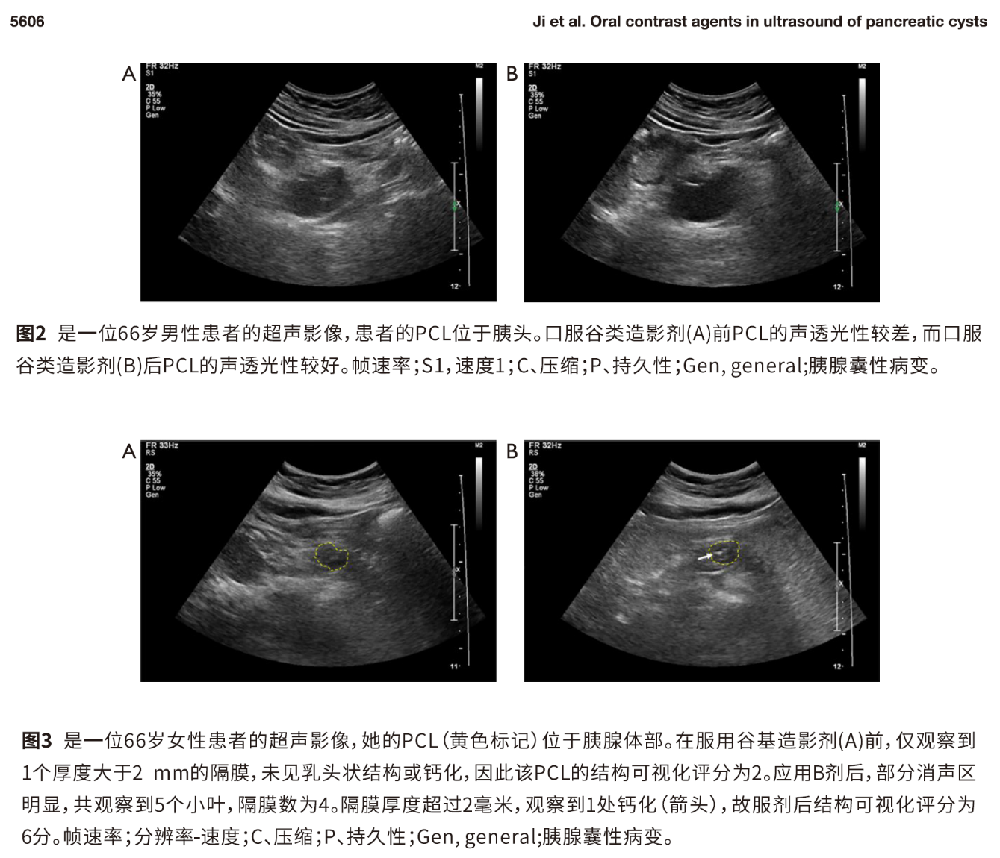 5606
Ji et al. Oral contrast agents in ultrasound of pancreatic cysts
A
FR 32Hz
S1
2D
35%
C 55
P Low
Gen
M2
x
12
B
FR 32Hz
S1
2D
35%
C 55
P Low
Gen
M2
x
12
图2 是一位66岁男性患者的超声影像，患者的PCL位于胰头。口服谷类造影剂(A)前PCL的声透光性较差，而口服
谷类造影剂(B)后PCL的声透光性较好。帧速率；S1，速度1；C、压缩；P、持久性；Gen, general;胰腺囊性病变。
A
FR 33Hz
RS
2D
35%
C 55
P Low
Gen
M2
x
11
B
FR 32Hz
RS
2D
38%
C 55
P Low
Gen
M2
x
12
图3 是一位66岁女性患者的超声影像，她的PCL（黄色标记）位于胰腺体部。在服用谷基造影剂(A)前，仅观察到
1个厚度大于2 mm的隔膜，未见乳头状结构或钙化，因此该PCL的结构可视化评分为2。应用B剂后，部分消声区
明显，共观察到5个小叶，隔膜数为4。隔膜厚度超过2毫米，观察到1处钙化（箭头），故服剂后结构可视化评分为
6分。帧速率；分辨率-速度；C、压缩；P、持久性；Gen, general;胰腺囊性病变。